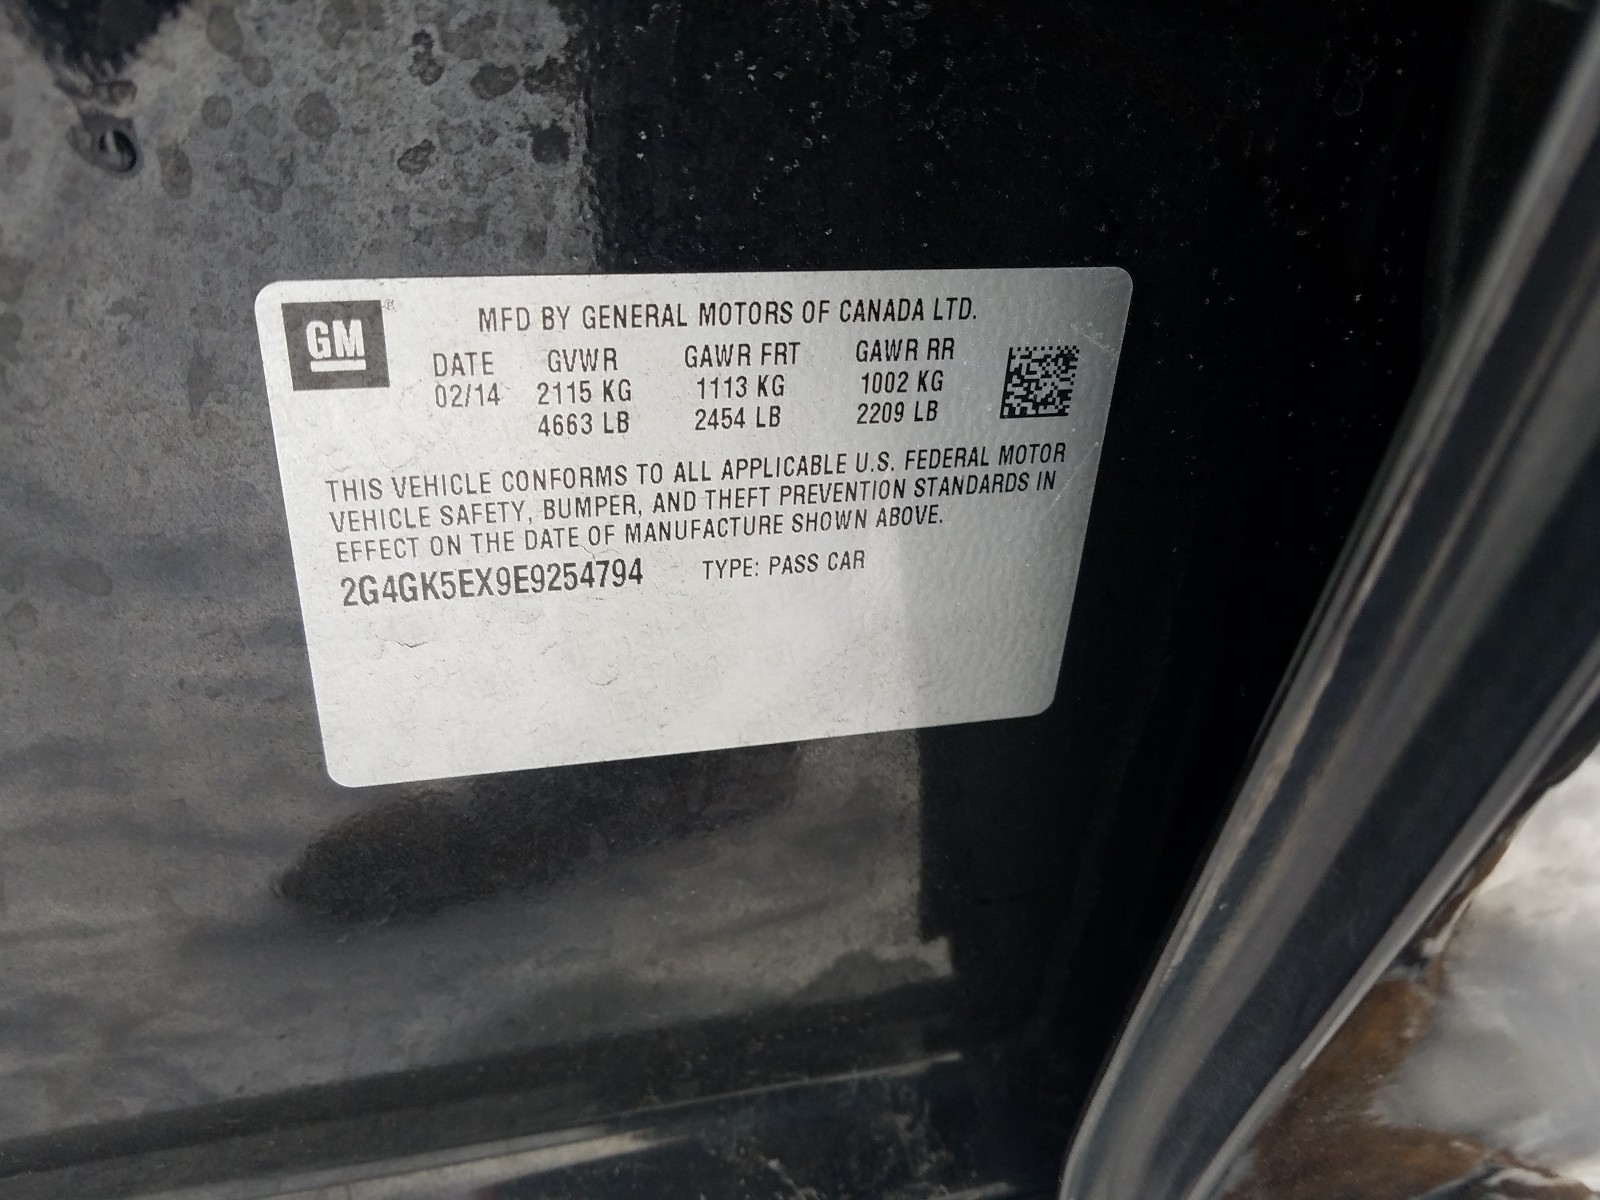 GM®
MFD BY GENERAL MOTORS OF CANADA LTD.
DATE GVWR GAWR FRT GAWR RR
02/14 2115 KG 1113 KG 1002 KG
4663 LB 2454 LB 2209 LB
THIS VEHICLE CONFORMS TO ALL APPLICABLE U.S. FEDERAL MOTOR
VEHICLE SAFETY, BUMPER, AND THEFT PREVENTION STANDARDS IN
EFFECT ON THE DATE OF MANUFACTURE SHOWN ABOVE.
2G4GK5EX9E9254794 TYPE: PASS CAR